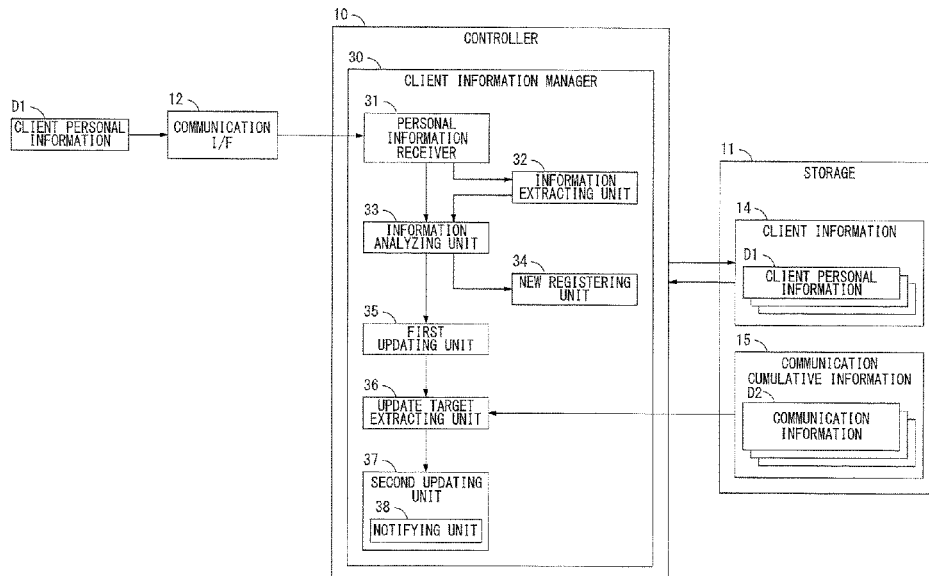 10
CONTROLLER
30
CLIENT INFORMATION MANAGER
D1
CLIENT PERSONAL
INFORMATION
12
COMMUNICATION
I/F
31
PERSONAL
INFORMATION
RECEIVER
32
INFORMATION
EXTRACTING UNIT
33
INFORMATION
ANALYZING UNIT
34
NEW REGISTERING
UNIT
35
FIRST
UPDATING UNIT
36
UPDATE TARGET
EXTRACTING UNIT
37
SECOND UPDATING
UNIT
38
NOTIFYING UNIT
11
STORAGE
14
CLIENT INFORMATION
D1
CLIENT PERSONAL
INFORMATION
15
COMMUNICATION
CUMULATIVE INFORMATION
D2
COMMUNICATION
INFORMATION